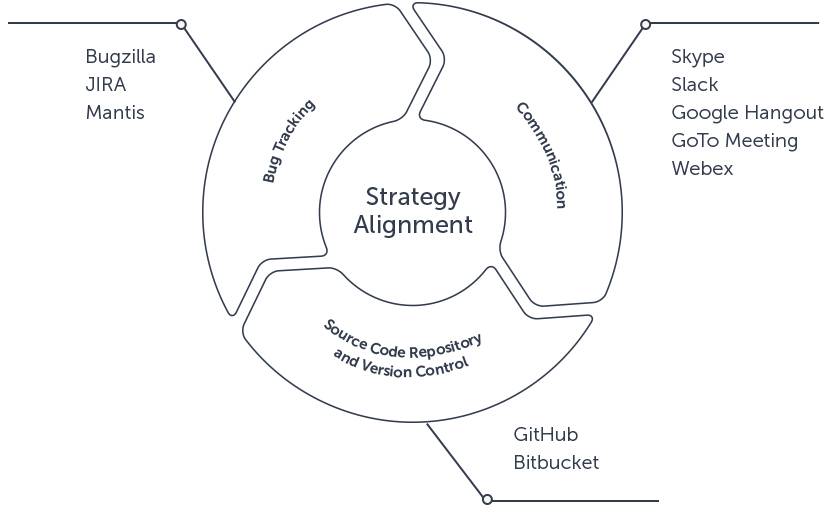 Bugzilla
JIRA
Mantis
Skype
Slack
Google Hangout
GoTo Meeting
Webex
Bug Tracking
Communication
Strategy
Alignment
Source Code Repository
and Version Control
GitHub
Bitbucket